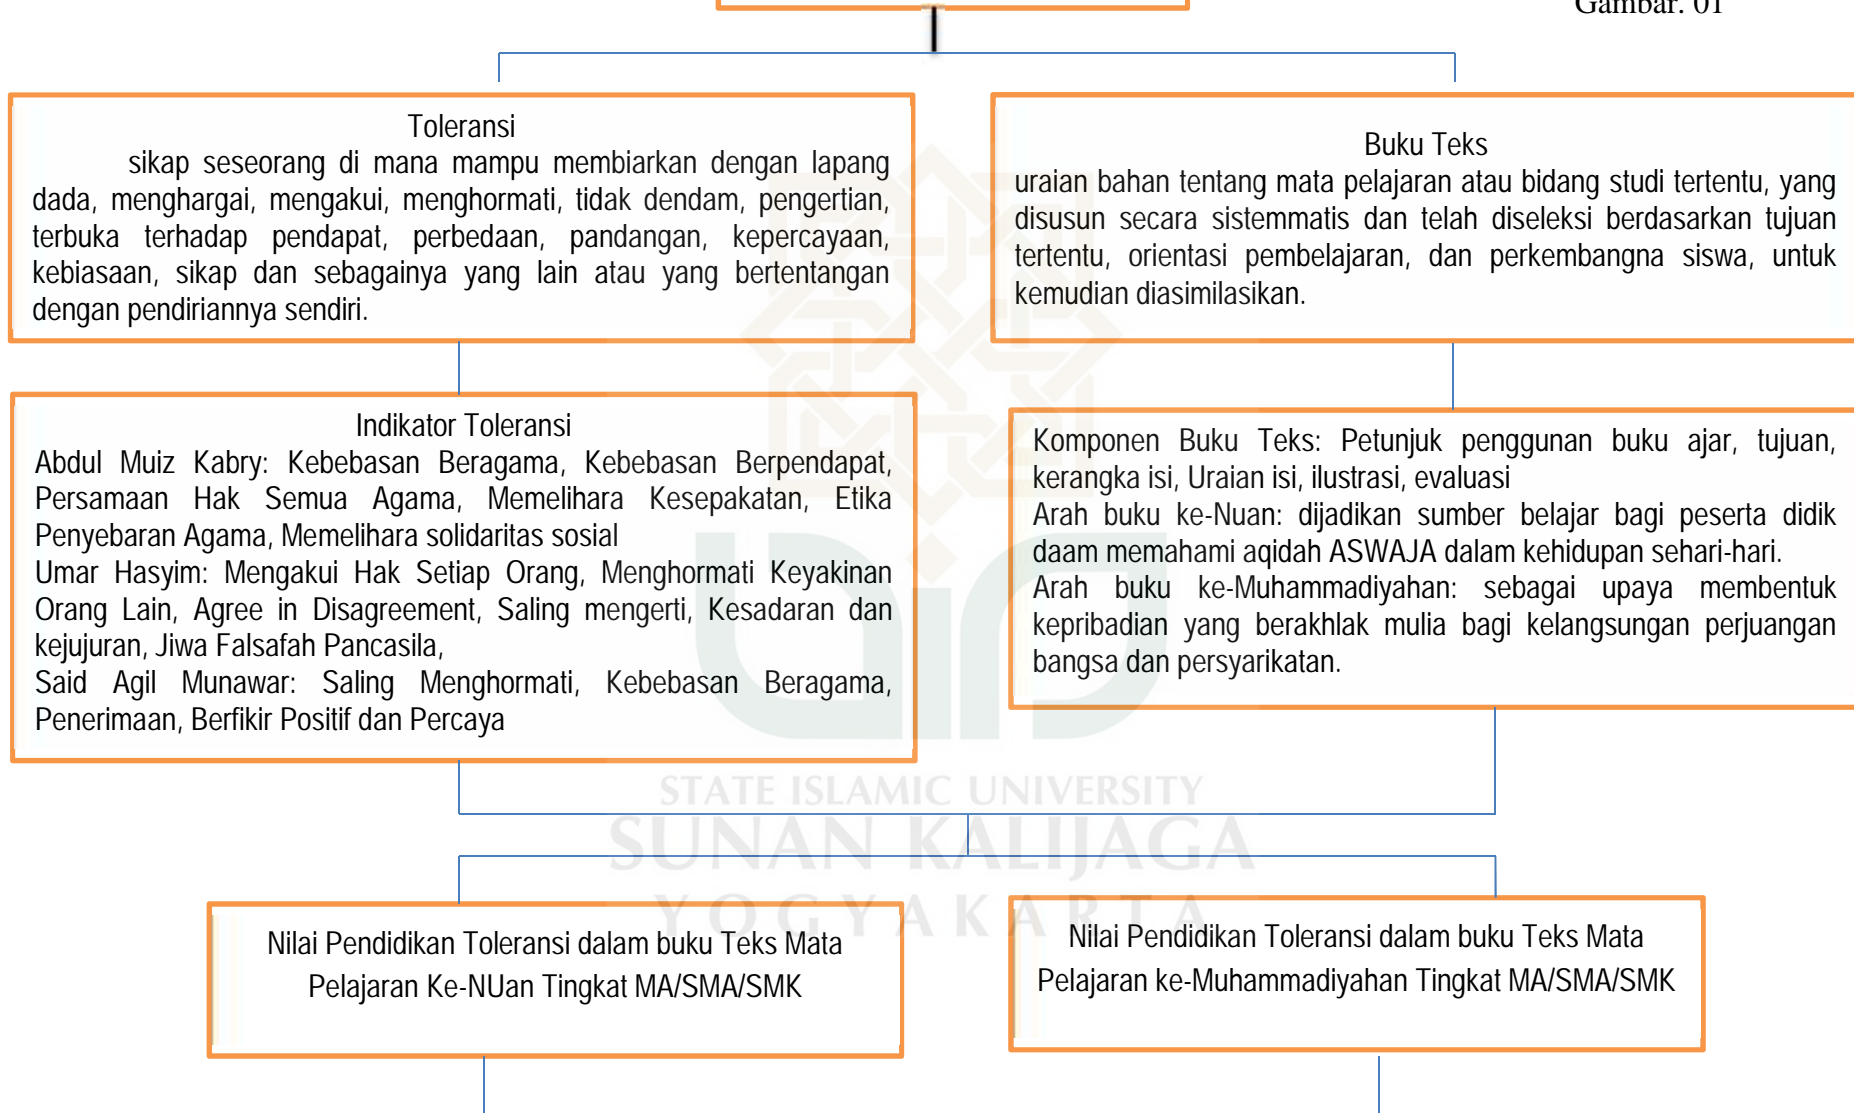 Gambar. 01
Toleransi
sikap seseorang di mana mampu membiarkan dengan lapang
dada, menghargai, mengakui, menghormati, tidak dendam, pengertian,
terbuka terhadap pendapat, perbedaan, pandangan, kepercayaan,
kebiasaan, sikap dan sebagainya yang lain atau yang bertentangan
dengan pendiriannya sendiri.
Buku Teks
uraian bahan tentang mata pelajaran atau bidang studi tertentu, yang
disusun secara sistemmatis dan telah diseleksi berdasarkan tujuan
tertentu, orientasi pembelajaran, dan perkembangna siswa, untuk
kemudian diasimilasikan.
Indikator Toleransi
Abdul Muiz Kabry: Kebebasan Beragama, Kebebasan Berpendapat,
Persamaan Hak Semua Agama, Memelihara Kesepakatan, Etika
Penyebaran Agama, Memelihara solidaritas sosial
Umar Hasyim: Mengakui Hak Setiap Orang, Menghormati Keyakinan
Orang Lain, Agree in Disagreement, Saling mengerti, Kesadaran dan
kejujuran, Jiwa Falsafah Pancasila,
Said Agil Munawar: Saling Menghormati, Kebebasan Beragama,
Penerimaan, Berfikir Positif dan Percaya
Komponen Buku Teks: Petunjuk penggunan buku ajar, tujuan,
kerangka isi, Uraian isi, ilustrasi, evaluasi
Arah buku ke-Nuan: dijadikan sumber belajar bagi peserta didik
daam memahami aqidah ASWAJA dalam kehidupan sehari-hari.
Arah buku ke-Muhammadiyahan: sebagai upaya membentuk
kepribadian yang berakhlak mulia bagi kelangsungan perjuangan
bangsa dan persyarikatan.
STATE ISLAMIC UNIVERSITY
SUNAN KALIJAGA
YOGYAKARTA
Nilai Pendidikan Toleransi dalam buku Teks Mata
Pelajaran Ke-NUan Tingkat MA/SMA/SMK
Nilai Pendidikan Toleransi dalam buku Teks Mata
Pelajaran ke-Muhammadiyahan Tingkat MA/SMA/SMK